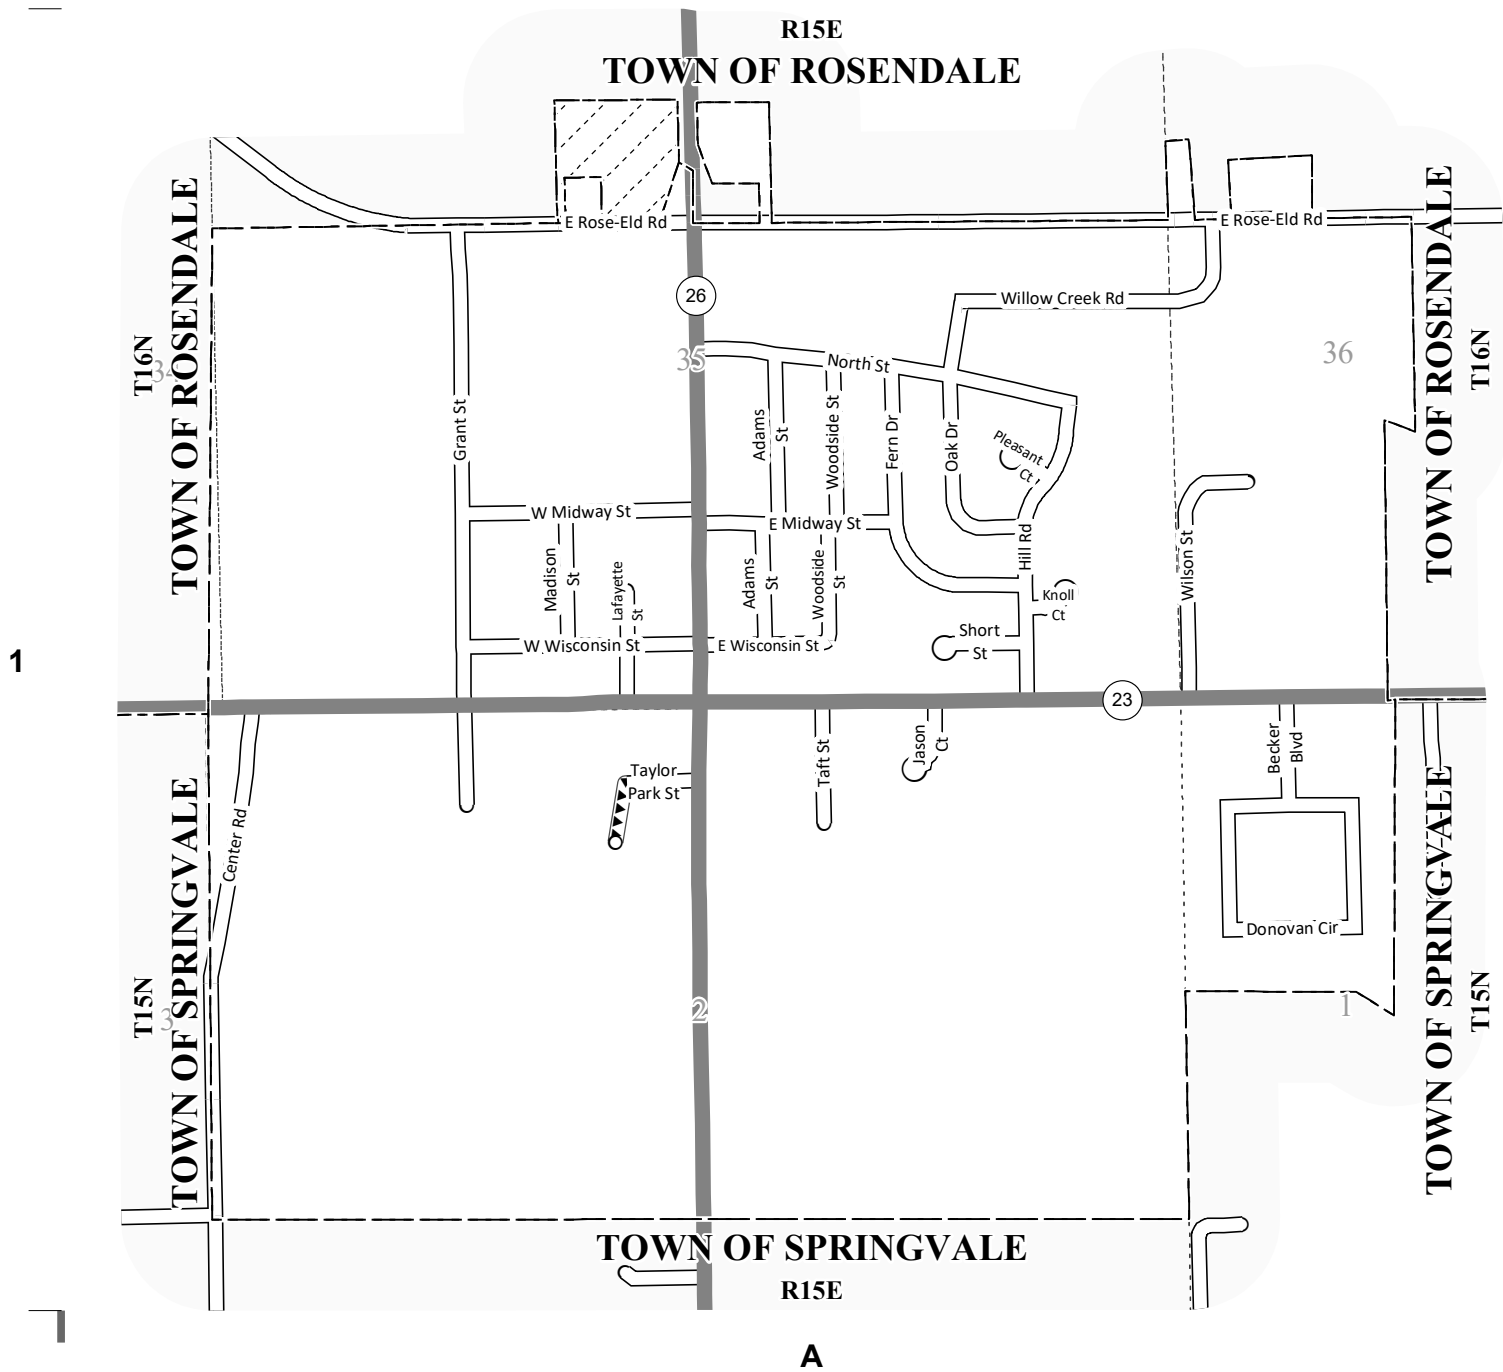 R15E
TOWN OF ROSENDALE
E Rose-Eld Rd
E Rose-Eld Rd
TOWN OF ROSENDALE
T16N
34
26
Willow Creek Rd
35
North St
36
TOWN OF ROSENDALE
T16N
Grant St
Adams
St
Woodside St
Fern Dr
Oak Dr
Pleasant
Ct
W Midway St
E Midway St
Hill Rd
Wilson St
Madison
St
Lafayette
St
Adams
St
Woodside
St
Knoll
Ct
W Wisconsin St
E Wisconsin St
Short
St
1
23
Taylor
Park St
Taft St
Jason
Ct
Becker
Blvd
Center Rd
Donovan Cir
TOWN OF SPRINGVALE
T15N
3
2
1
TOWN OF SPRINGVALE
T15N
TOWN OF SPRINGVALE
R15E
A